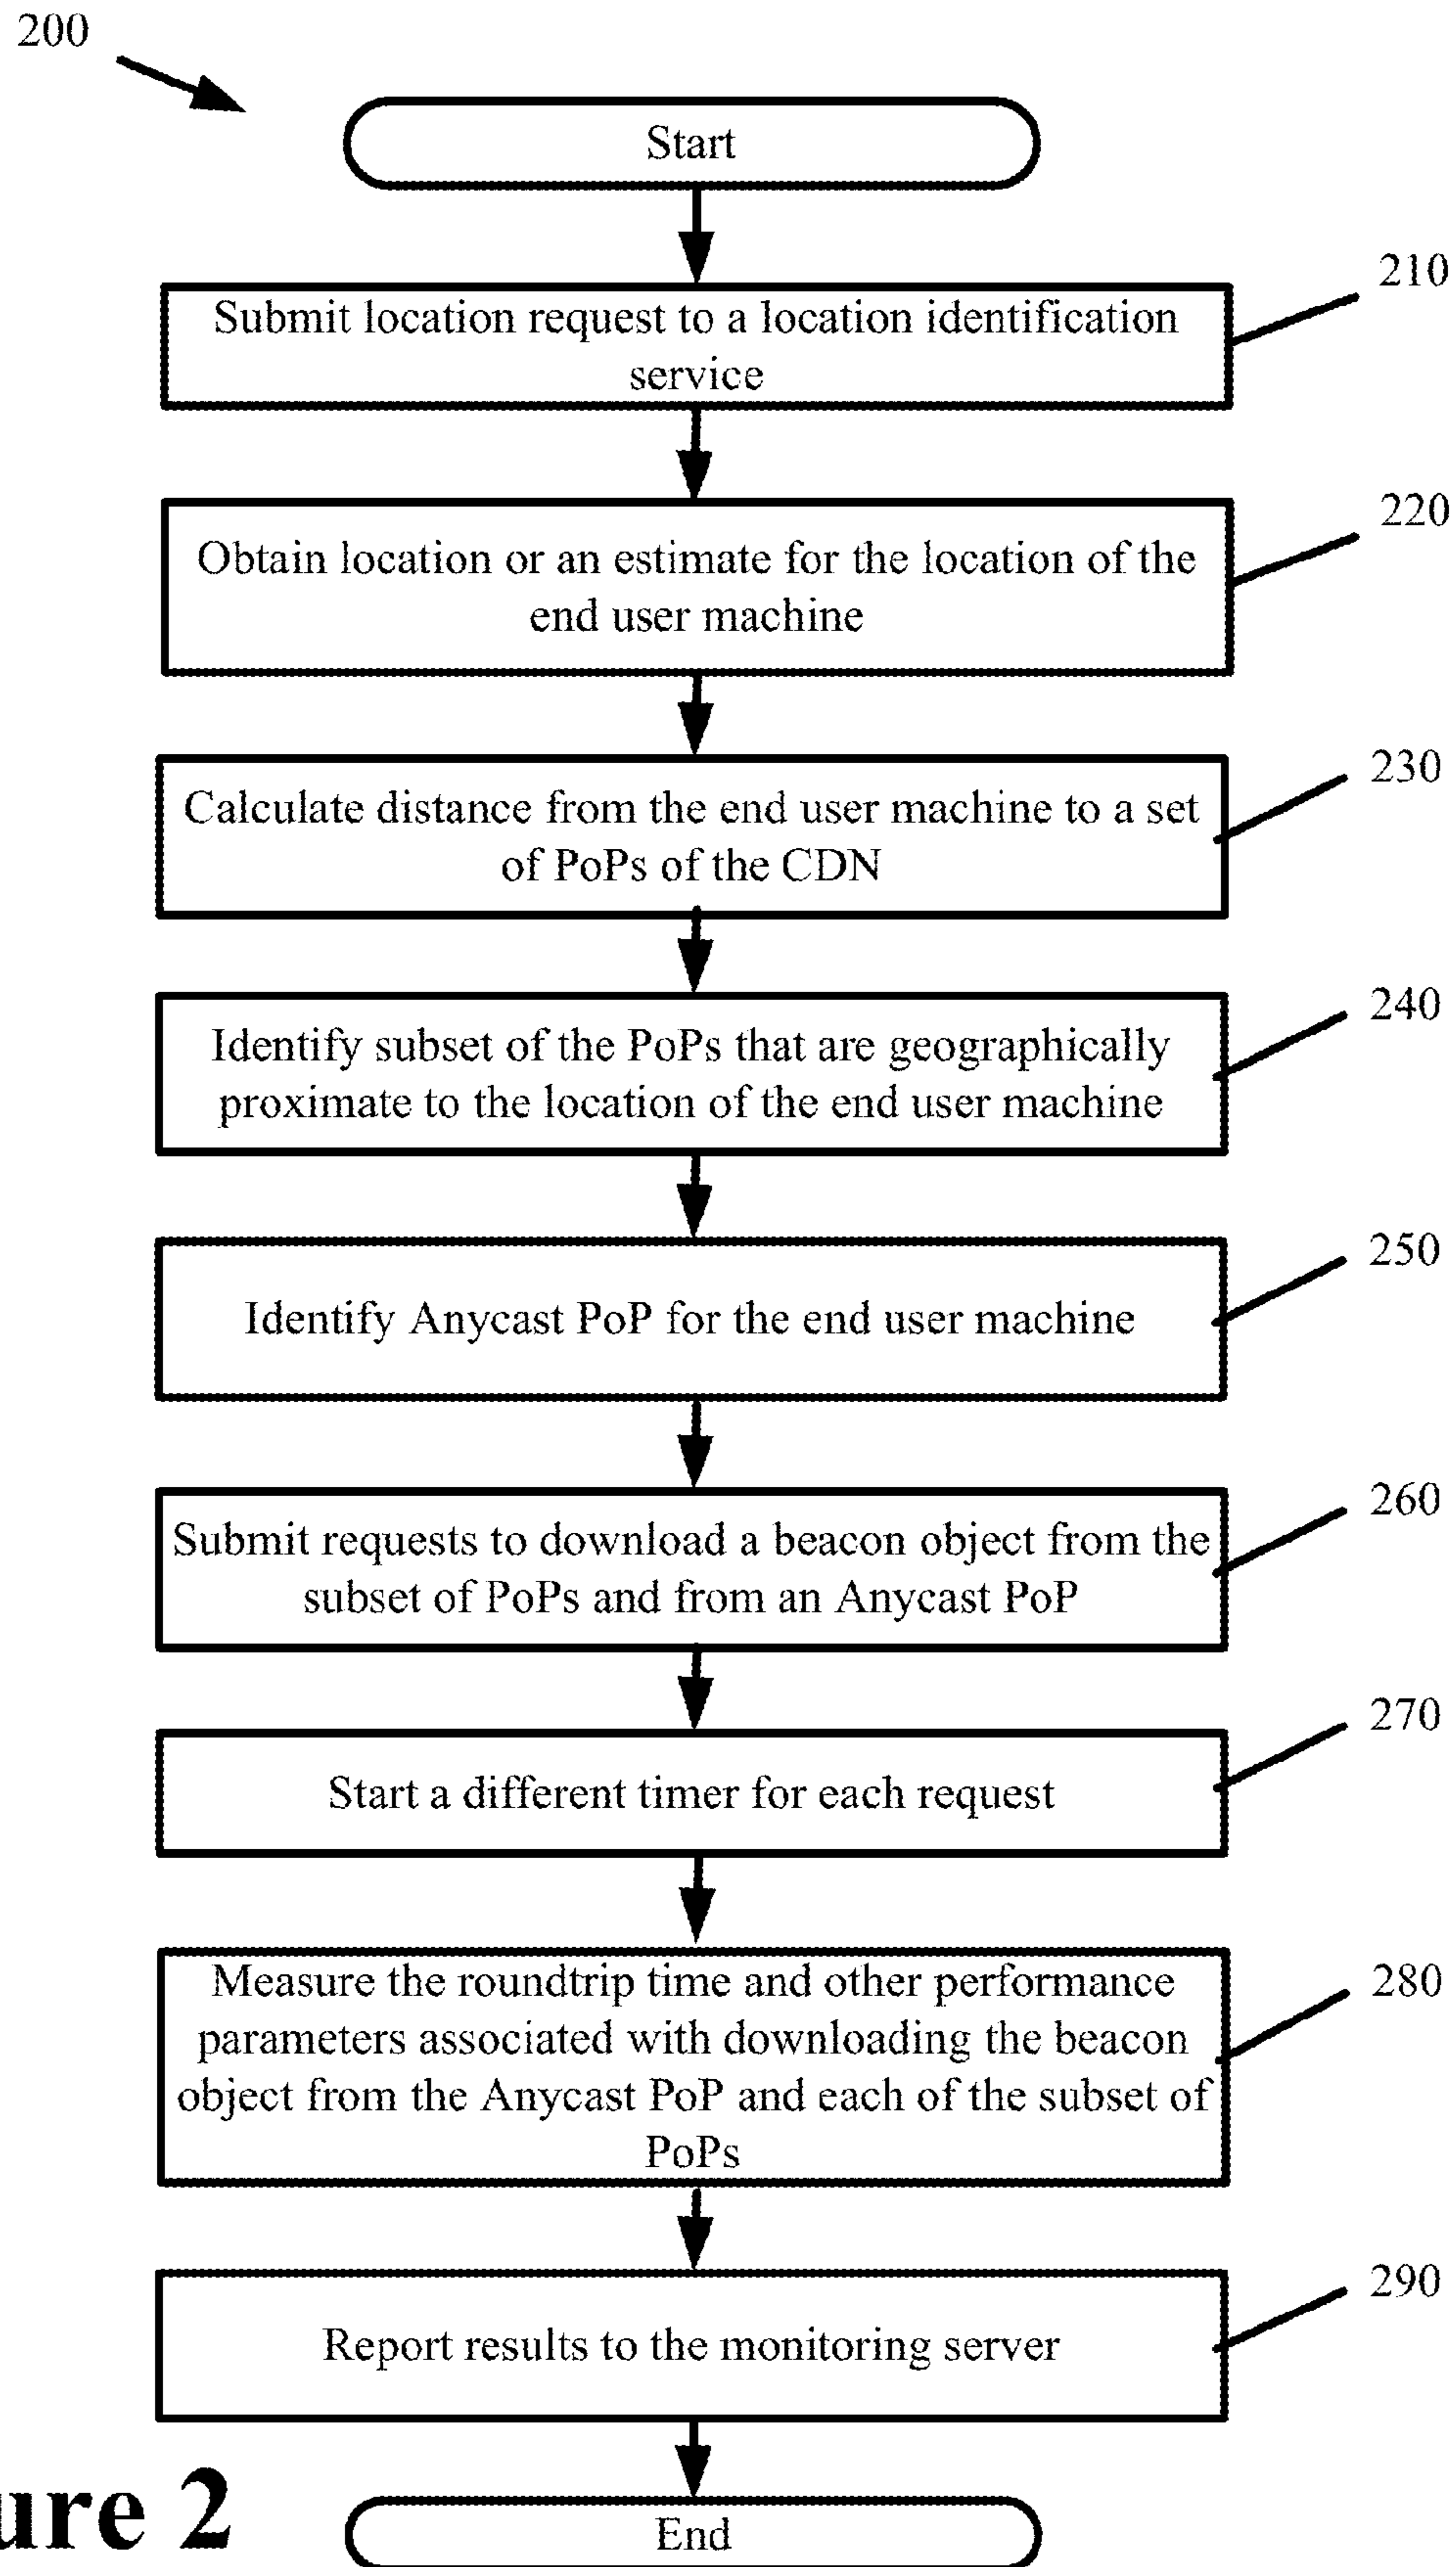 200
Start
210
Submit location request to a location identification
service
220
Obtain location or an estimate for the location of the
end user machine
230
Calculate distance from the end user machine to a set
of PoPs of the CDN
240
Identify subset of the PoPs that are geographically
proximate to the location of the end user machine
250
Identify Anycast PoP for the end user machine
260
Submit requests to download a beacon object from the
subset of PoPs and from an Anycast PoP
270
Start a different timer for each request
280
Measure the roundtrip time and other performance
parameters associated with downloading the beacon
object from the Anycast PoP and each of the subset of
PoPs
290
Report results to the monitoring server
ure 2
End